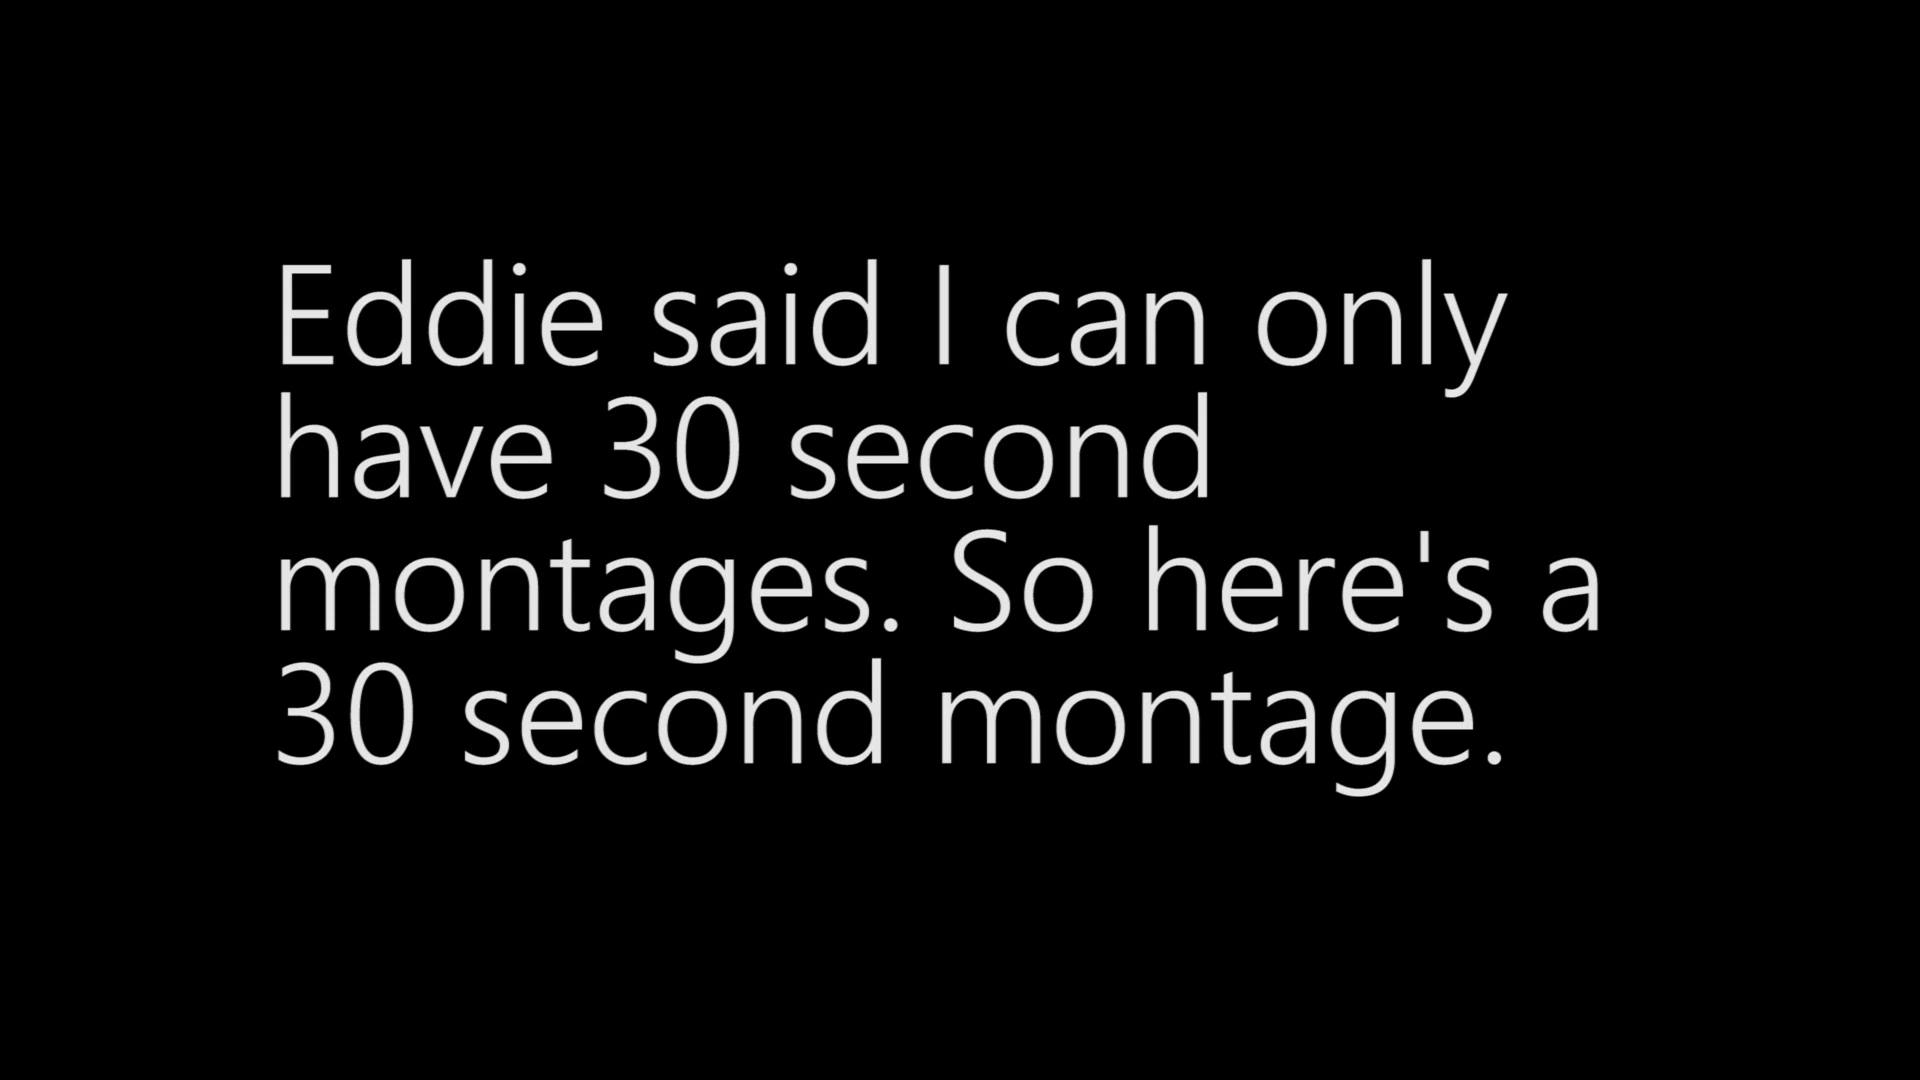 Eddie said I can only
have 30 second
montages. So here's a
30 second montage.